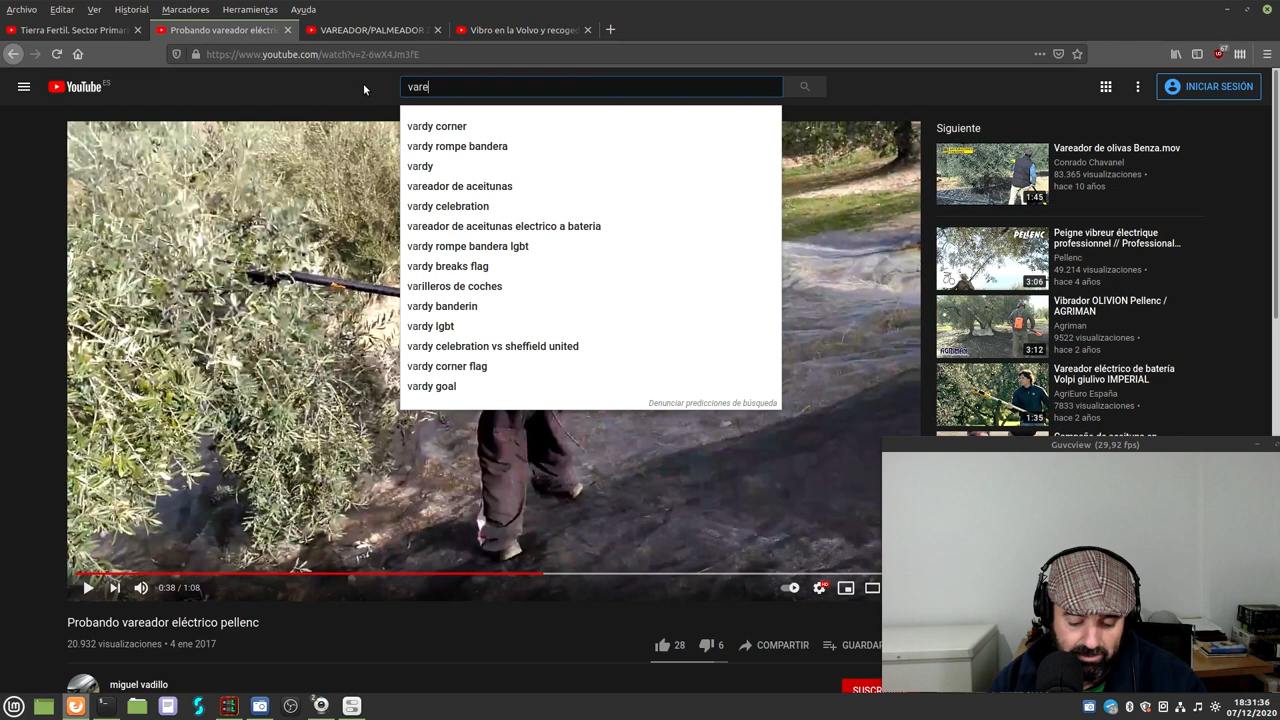 Archivo Editar Ver Historial Marcadores Herramientas Ayuda
Tierra Fertil. Sector Primar
Probando vareador eléctric
VAREADOR/PALMEADOR
Vibro en la Volvo y recoged
https://www.youtube.com/watch?v=2-6wX4Jm3fE
67
YouTube ES
vare
INICIAR SESIÓN
vardy corner
vardy rompe bandera
vardy
vareador de aceitunas
vardy celebration
vareador de aceitunas electrico a bateria
vardy rompe bandera lgbt
vardy breaks flag
varilleros de coches
vardy banderin
vardy lgbt
vardy celebration vs sheffield united
vardy corner flag
vardy goal
Denunciar predicciones de búsqueda
0:38 / 1:08
HD
Probando vareador eléctrico pellenc
20.932 visualizaciones • 4 ene 2017
28
6
COMPARTIR
GUARDAR
miguel vadillo
Siguiente
1:45
Vareador de olivas Benza.mov
Conrado Chavanel
83.365 visualizaciones •
hace 10 años
PELLENC
3:06
Peigne vibreur électrique
professionnel // Professional...
Pellenc
49.214 visualizaciones •
hace 4 años
AGRIMAN
3:12
Vibrador OLIVION Pellenc /
AGRIMAN
Agriman
9522 visualizaciones •
hace 2 años
1:35
Vareador eléctrico de batería
Volpi giulivo IMPERIAL
AgriEuro España
7833 visualizaciones •
hace 2 años
Guvcview (29,92 fps)
18:31:36
07/12/2020